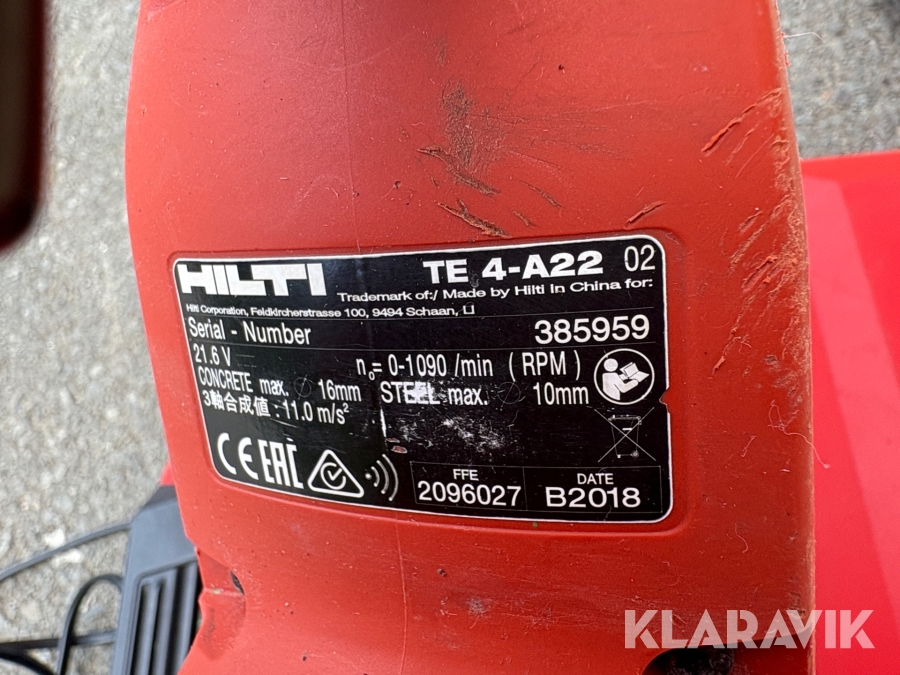 HILTI TE 4-A22 02
Trademark of:/ Made by Hilti in China for:
Hilti Corporation, Feldkircherstrasse 100, 9494 Schaan, LI
Serial - Number 385959
21.6 V n₀= 0-1090 /min ( RPM )
CONCRETE max. Ø 16mm STEEL max. Ø 10mm
3軸合成値 : 11.0 m/s²
CE EAC
FFE
2096027
DATE
B2018
KLARAVIK